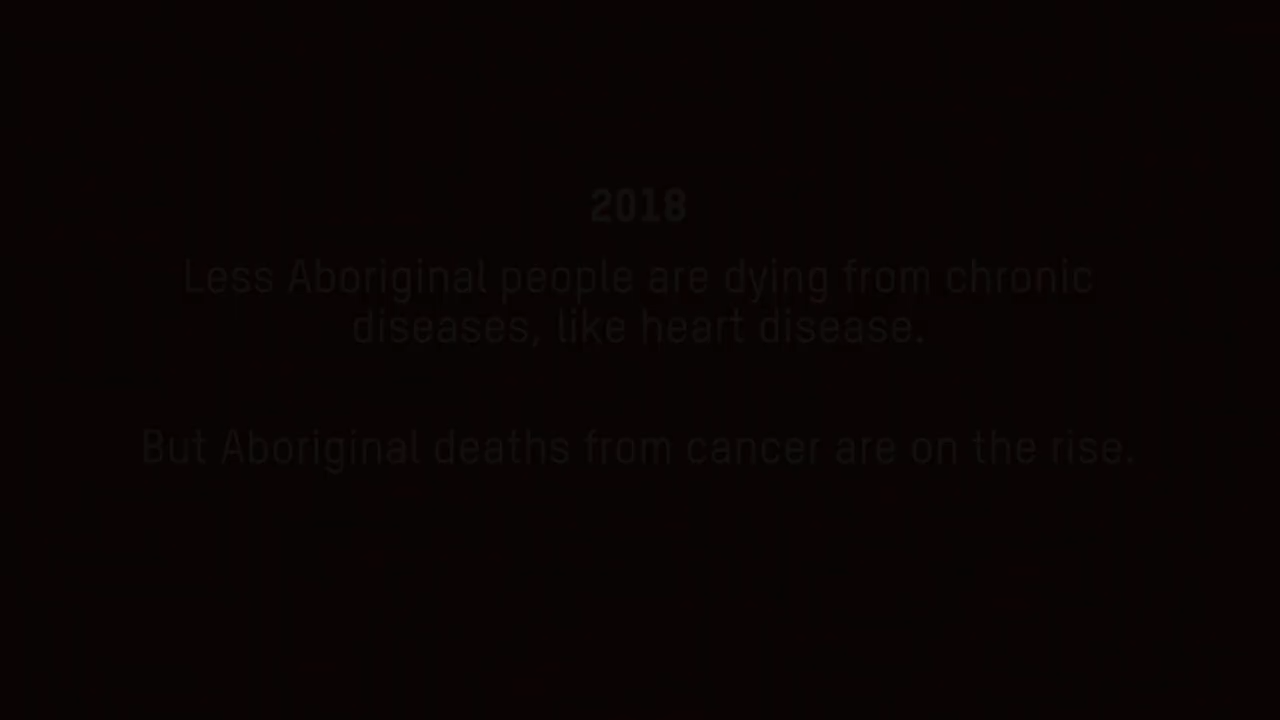 2018
Less Aboriginal people are dying from chronic
diseases, like heart disease.
But Aboriginal deaths from cancer are on the rise.